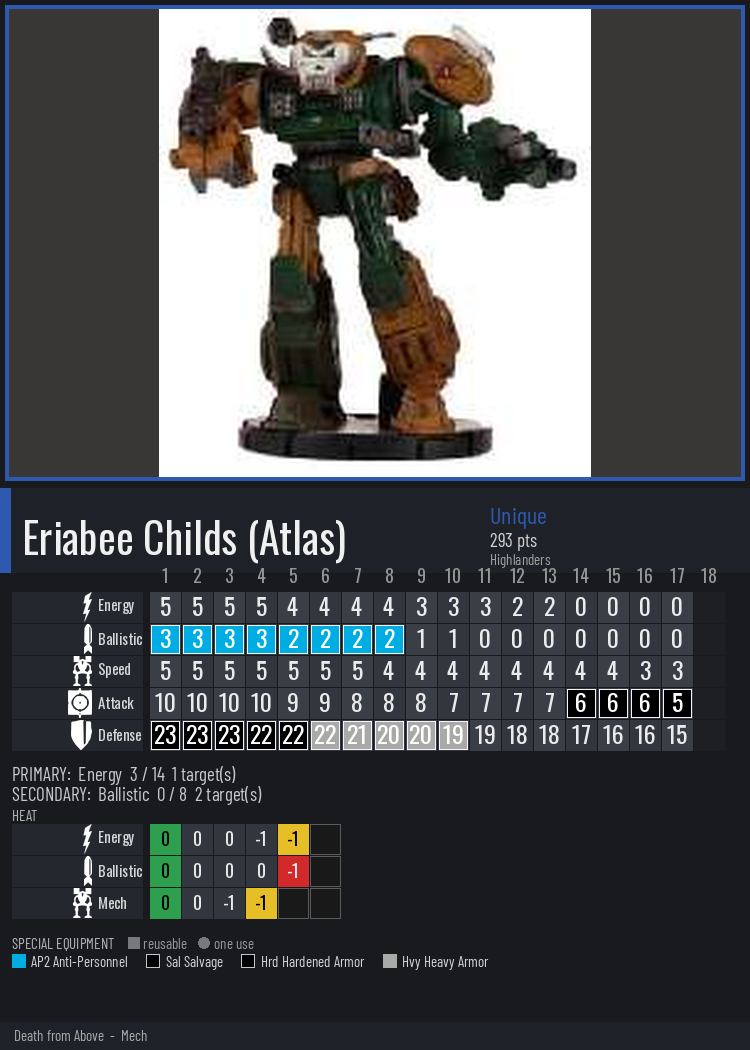 Eriabee Childs (Atlas)
Unique
293 pts
Highlanders
1 2 3 4 5 6 7 8 9 10 11 12 13 14 15 16 17 18
Energy 5 5 5 5 4 4 4 4 3 3 3 2 2 0 0 0 0
Ballistic 3 3 3 3 2 2 2 2 1 1 0 0 0 0 0 0 0
Speed 5 5 5 5 5 5 5 4 4 4 4 4 4 4 4 3 3
Attack 10 10 10 10 9 9 8 8 8 7 7 7 7 6 6 6 5
Defense 23 23 23 22 22 22 21 20 20 19 19 18 18 17 16 16 15
PRIMARY: Energy 3 / 14 1 target(s)
SECONDARY: Ballistic 0 / 8 2 target(s)
HEAT
Energy 0 0 0 -1 -1
Ballistic 0 0 0 0 -1
Mech 0 0 -1 -1
SPECIAL EQUIPMENT reusable one use
AP2 Anti-Personnel Sal Salvage Hrd Hardened Armor Hvy Heavy Armor
Death from Above - Mech